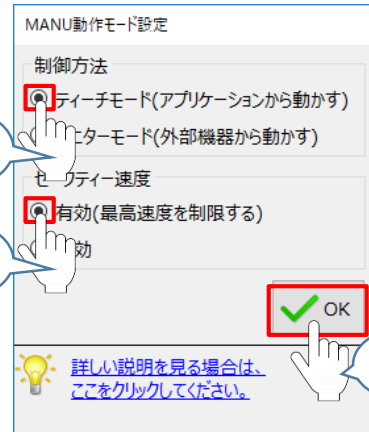 MANU動作モード設定
制御方法
ティーチモード(アプリケーションから動かす)
ニターモード(外部機器から動かす)
セーフティー速度
有効(最高速度を制限する)
効
OK
詳しい説明を見る場合は、
ここをクリックしてください。